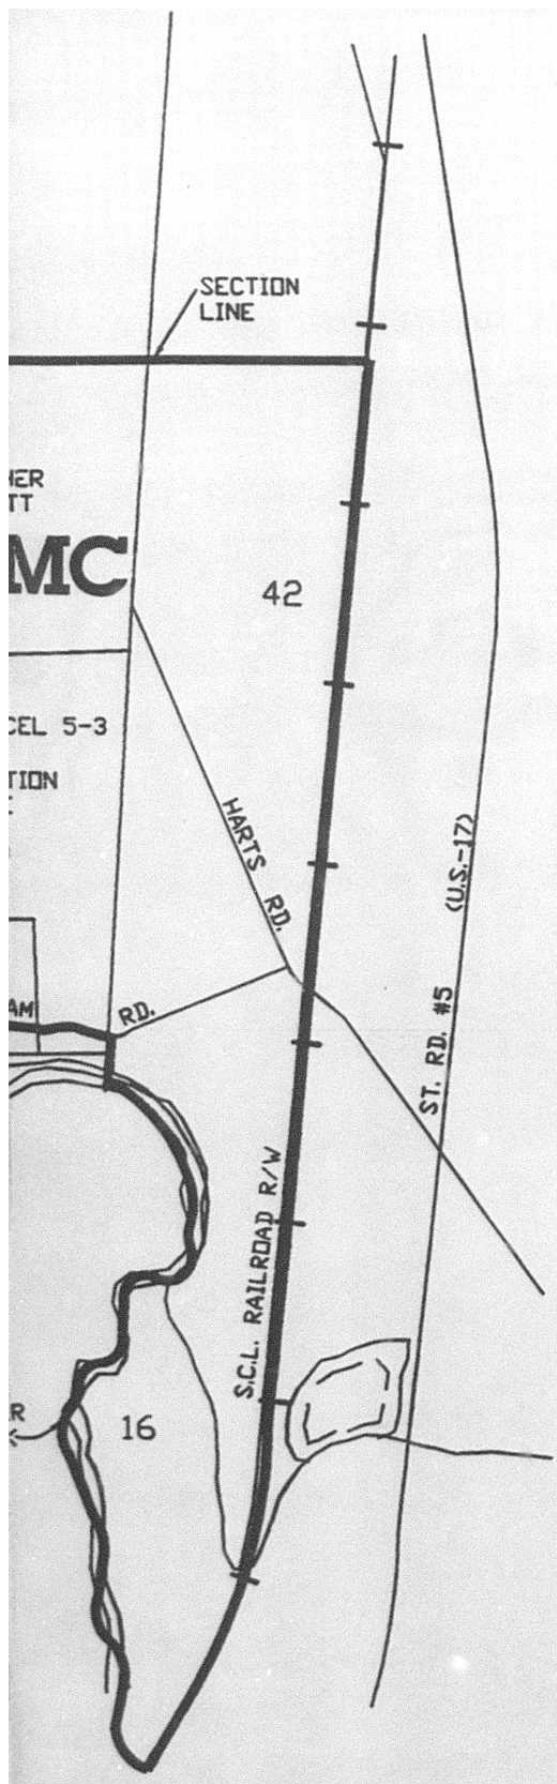 SECTION
LINE
HER
TT
MC
42
CEL 5-3
TION
HARTS RD.
(U.S.-17)
AM
RD.
ST. RD. #5
S.C.L. RAILROAD R/W
R
16